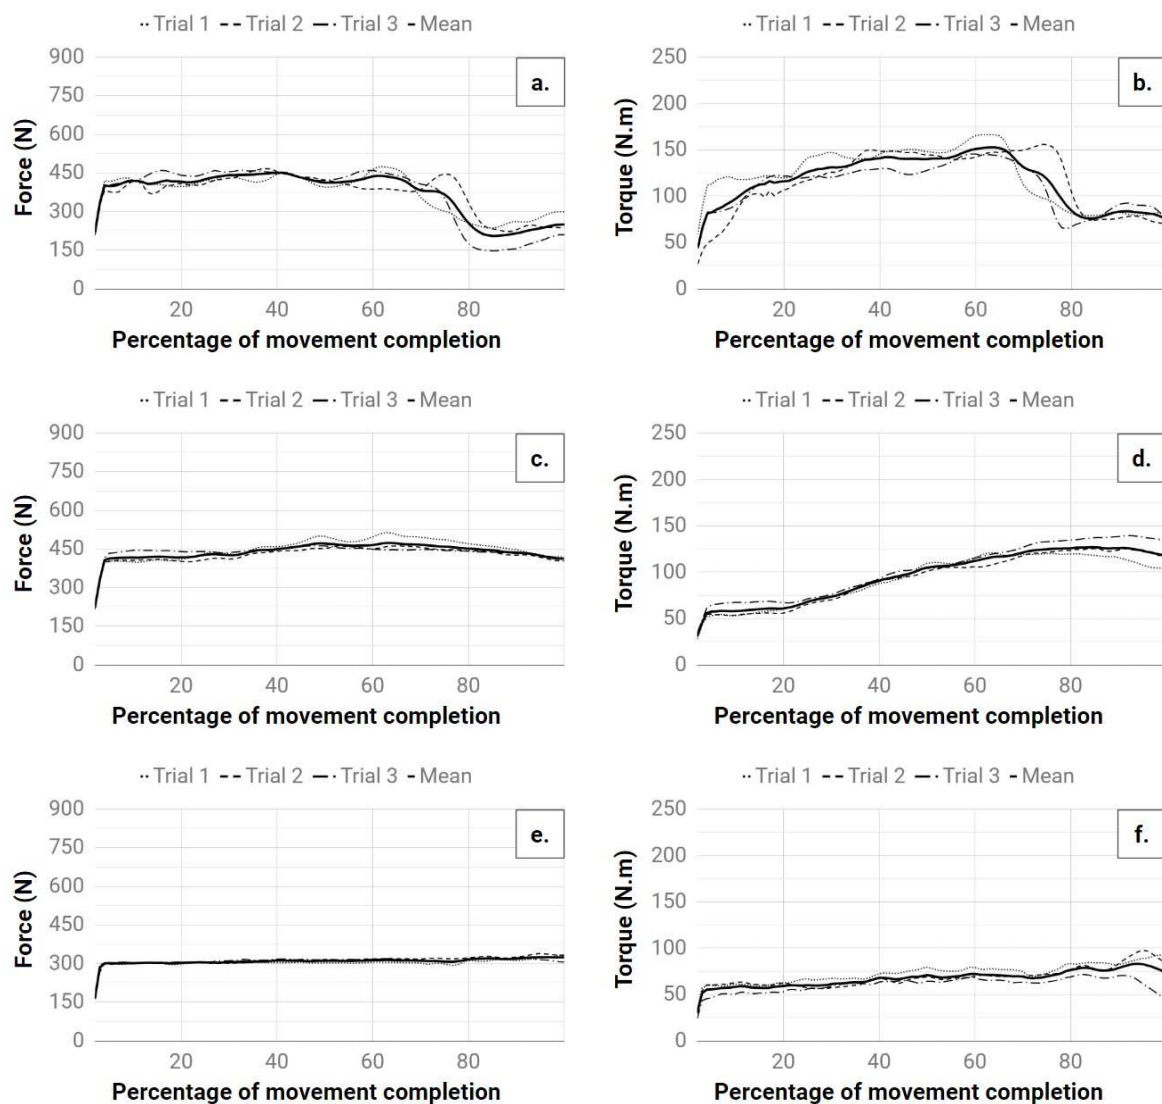 ·· Trial 1 -- Trial 2 —· Trial 3 - Mean
900
750
600
450
300
150
0
Force (N)
a.
20 40 60 80
Percentage of movement completion
·· Trial 1 -- Trial 2 —· Trial 3 - Mean
250
200
150
100
50
0
Torque (N.m)
b.
20 40 60 80
Percentage of movement completion
·· Trial 1 -- Trial 2 —· Trial 3 - Mean
900
750
600
450
300
150
0
Force (N)
c.
20 40 60 80
Percentage of movement completion
·· Trial 1 -- Trial 2 —· Trial 3 - Mean
250
200
150
100
50
0
Torque (N.m)
d.
20 40 60 80
Percentage of movement completion
·· Trial 1 -- Trial 2 —· Trial 3 - Mean
900
750
600
450
300
150
0
Force (N)
e.
20 40 60 80
Percentage of movement completion
·· Trial 1 -- Trial 2 —· Trial 3 - Mean
250
200
150
100
50
0
Torque (N.m)
f.
20 40 60 80
Percentage of movement completion